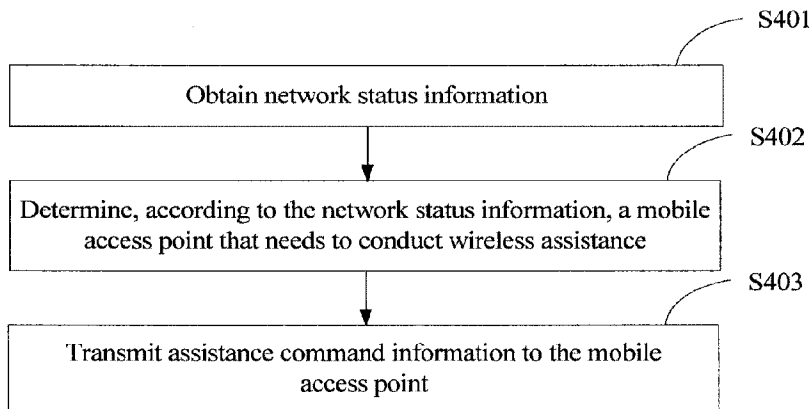 S401
Obtain network status information
S402
Determine, according to the network status information, a mobile
access point that needs to conduct wireless assistance
S403
Transmit assistance command information to the mobile
access point